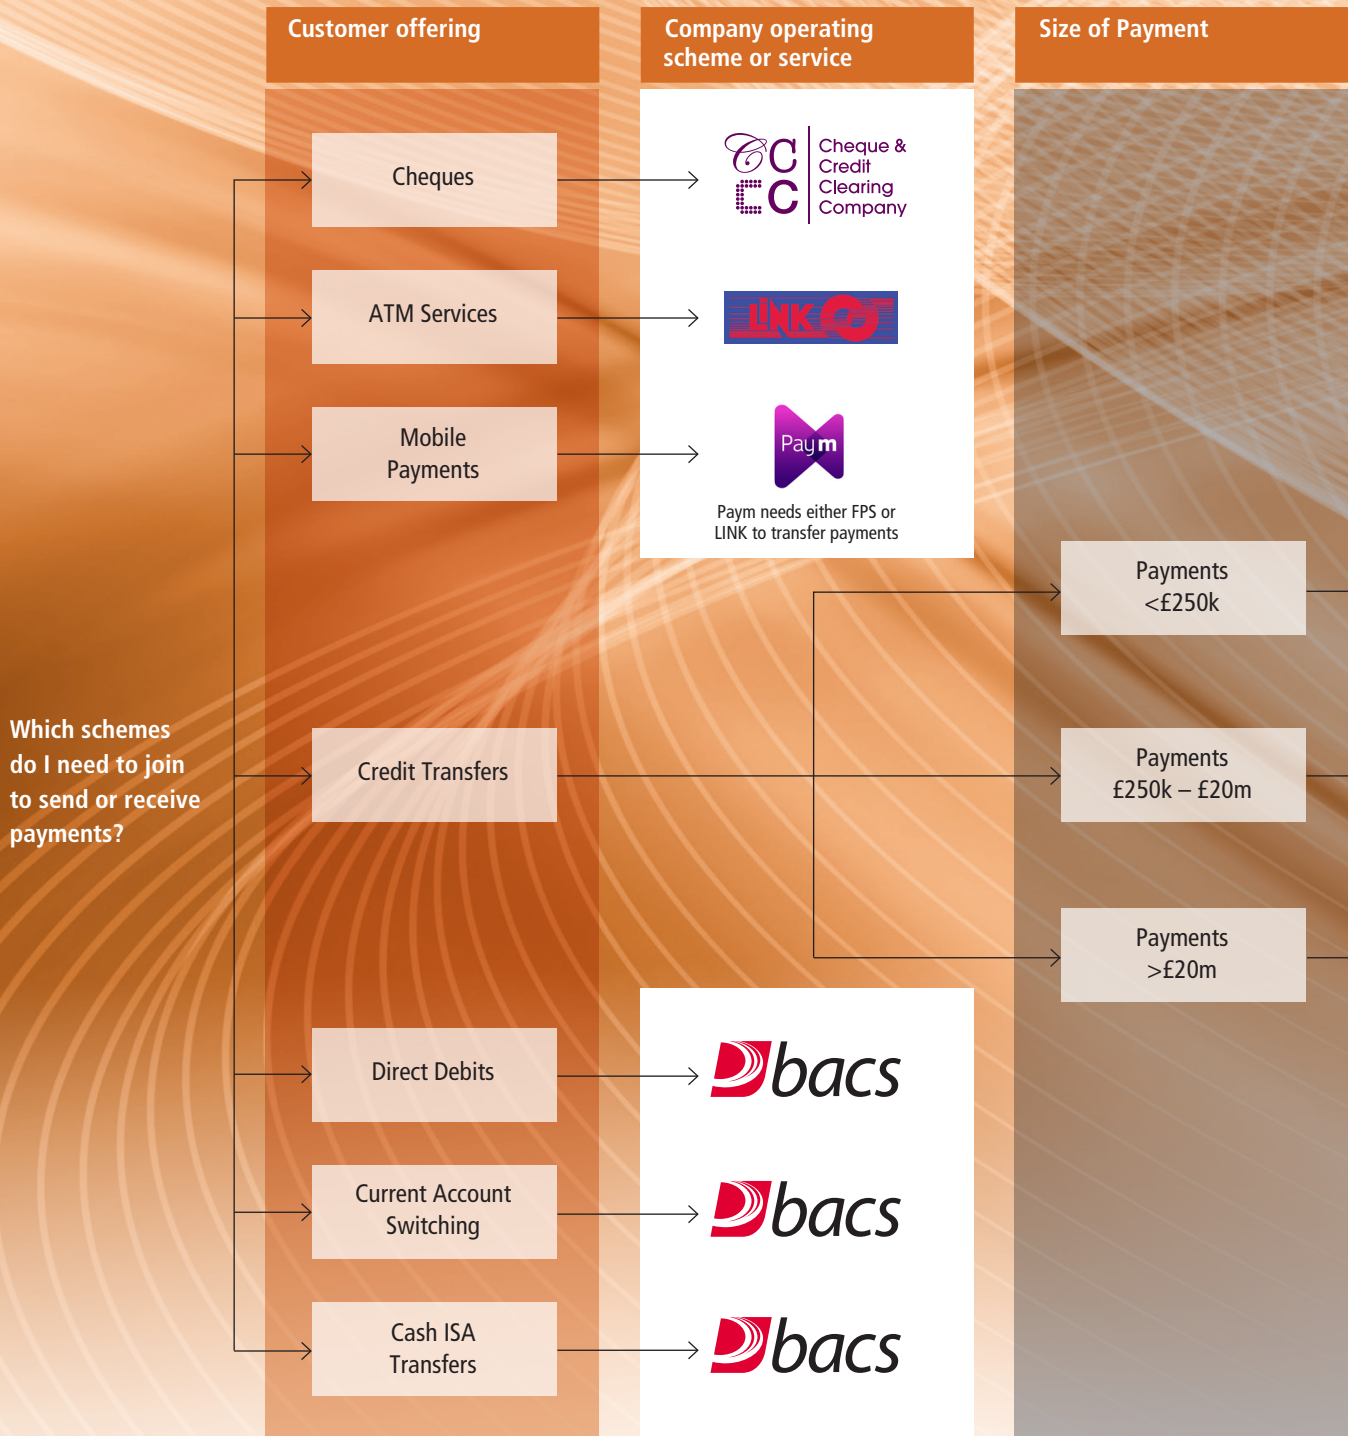 Customer offering
Company operating
scheme or service
Size of Payment
Which schemes
do I need to join
to send or receive
payments?
Cheques
CC
CC
Cheque &
Credit
Clearing
Company
ATM Services
LINK
Mobile
Payments
Paym
Paym needs either FPS or
LINK to transfer payments
Credit Transfers
Payments
<£250k
Payments
£250k – £20m
Payments
>£20m
Direct Debits
bacs
Current Account
Switching
bacs
Cash ISA
Transfers
bacs